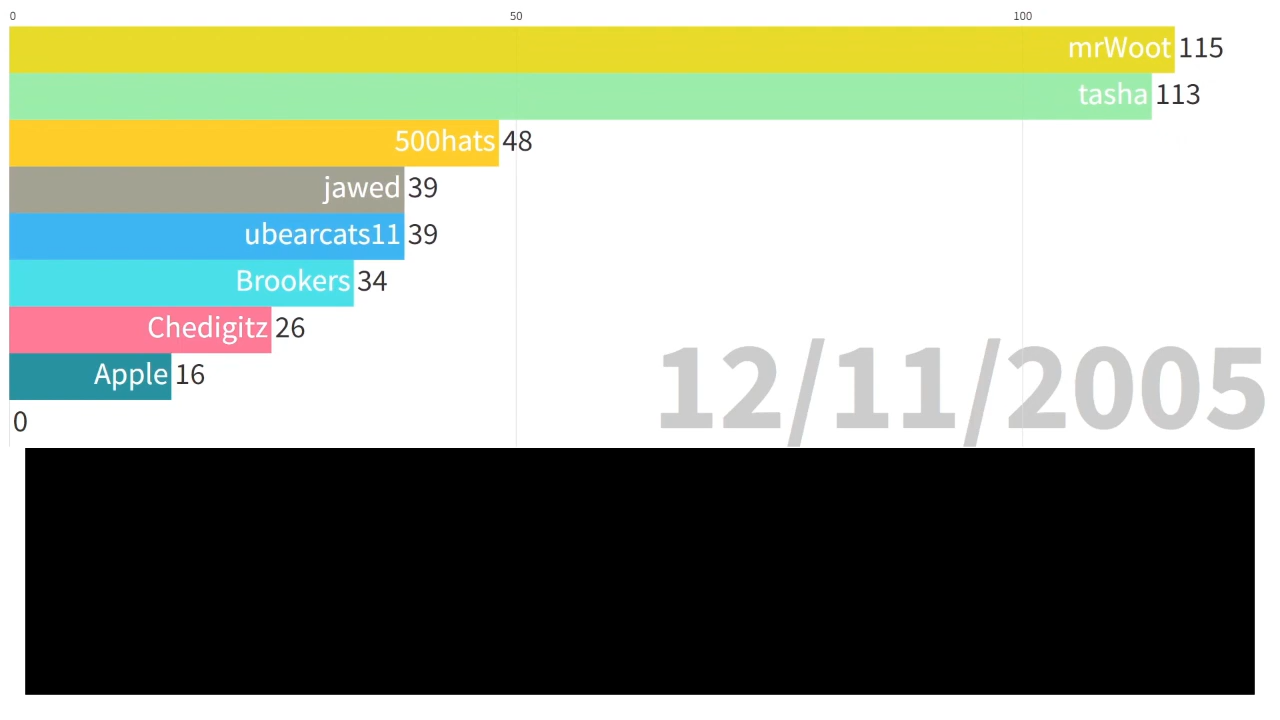 0 50 100
mrWoot 115
tasha 113
500hats 48
jawed 39
ubearcats11 39
Brookers 34
Chedigitz 26
Apple 16
0
12/11/2005